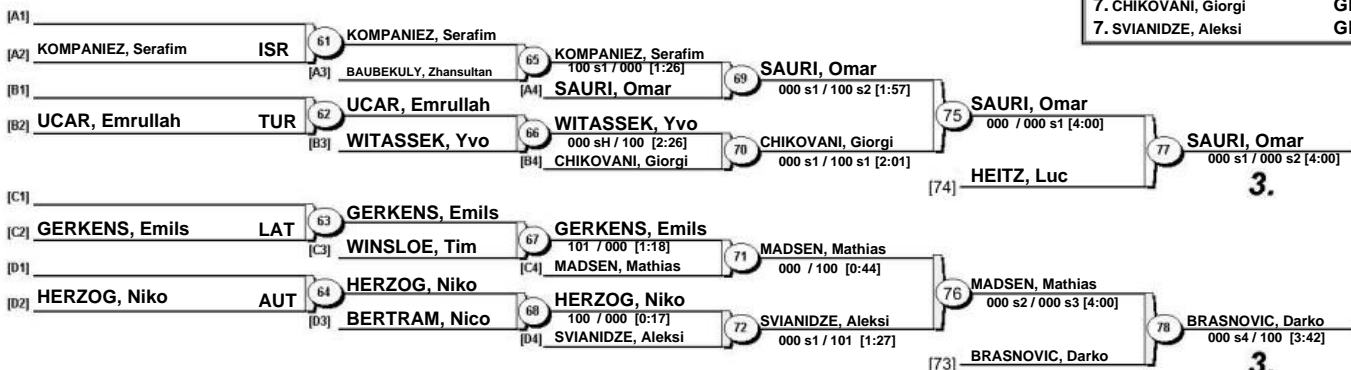 7. CHIKOVANI, Giorgi
7. SVIANIDZE, Aleksi
[A1]
[A2] KOMPANIEZ, Serafim ISR
61
KOMPANIEZ, Serafim
[A3] BAUBEKULY, Zhansultan
65
KOMPANIEZ, Serafim
100 s1 / 000 [1:26]
[A4] SAURI, Omar
69
SAURI, Omar
000 s1 / 100 s2 [1:57]
[B1]
[B2] UCAR, Emrullah TUR
62
UCAR, Emrullah
[B3] WITASSEK, Yvo
66
WITASSEK, Yvo
000 sH / 100 [2:26]
[B4] CHIKOVANI, Giorgi
70
CHIKOVANI, Giorgi
000 s1 / 100 s1 [2:01]
75
SAURI, Omar
000 / 000 s1 [4:00]
[74] HEITZ, Luc
77
SAURI, Omar
000 s1 / 000 s2 [4:00]
3.
[C1]
[C2] GERKENS, Emils LAT
63
GERKENS, Emils
[C3] WINSLOE, Tim
67
GERKENS, Emils
101 / 000 [1:18]
[C4] MADSEN, Mathias
71
MADSEN, Mathias
000 / 100 [0:44]
[D1]
[D2] HERZOG, Niko AUT
64
HERZOG, Niko
[D3] BERTRAM, Nico
68
HERZOG, Niko
100 / 000 [0:17]
[D4] SVIANIDZE, Aleksi
72
SVIANIDZE, Aleksi
000 s1 / 101 [1:27]
76
MADSEN, Mathias
000 s2 / 000 s3 [4:00]
[73] BRASNOVIC, Darko
78
BRASNOVIC, Darko
000 s4 / 100 [3:42]
3.